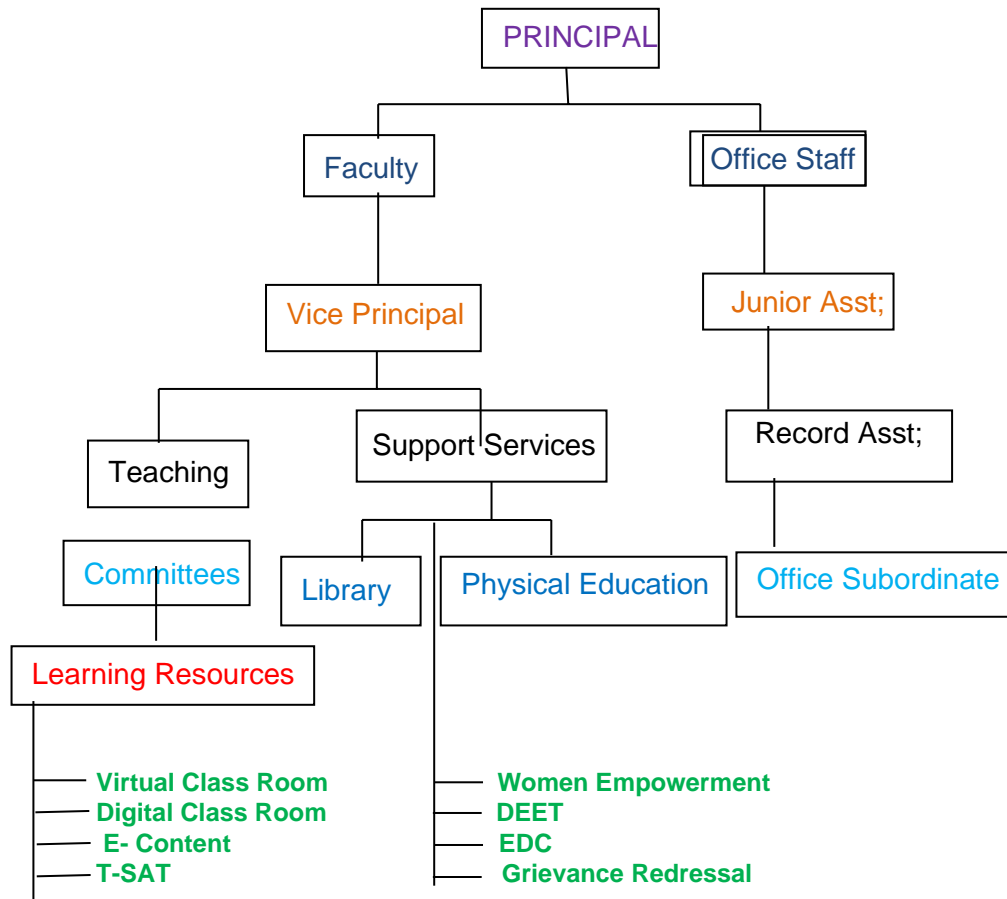 PRINCIPAL
Faculty
Office Staff
Vice Principal
Junior Asst;
Teaching
Support Services
Record Asst;
Committees
Library
Physical Education
Office Subordinate
Learning Resources
Virtual Class Room
Digital Class Room
E- Content
T-SAT
Women Empowerment
DEET
EDC
Grievance Redressal